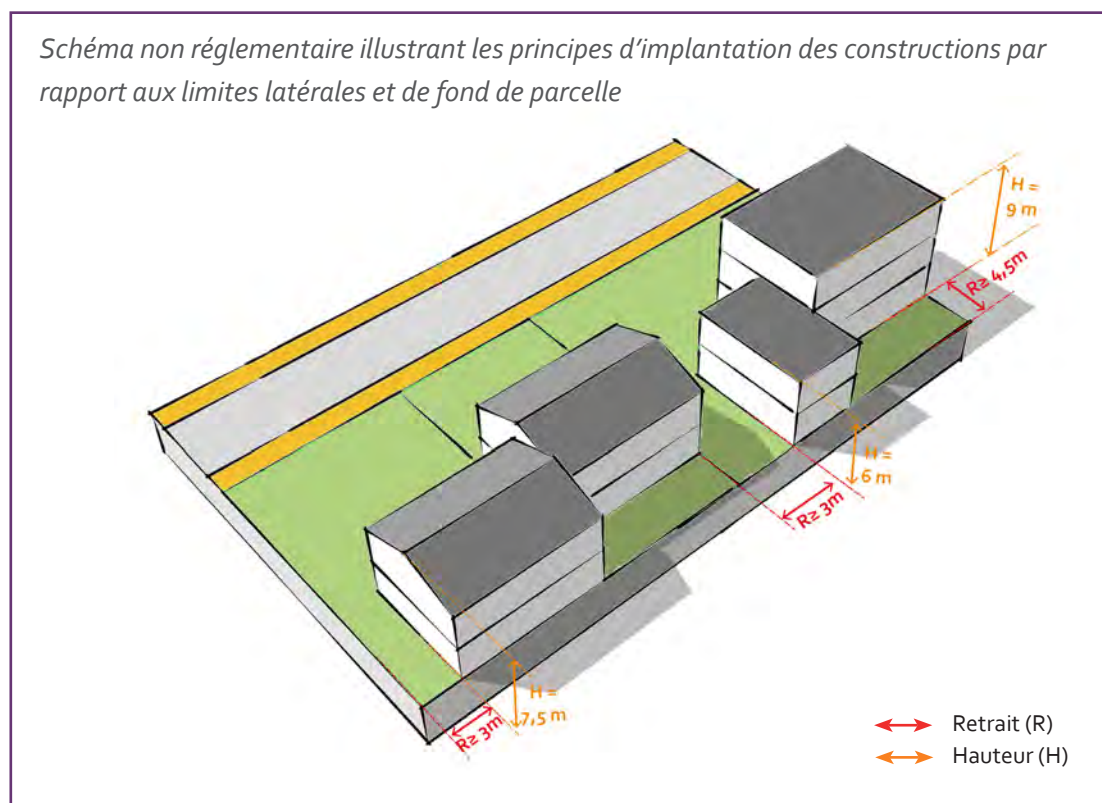 Schéma non réglementaire illustrant les principes d'implantation des constructions par
rapport aux limites latérales et de fond de parcelle
H =
9 m
R≥ 4,5m
H =
6 m
R≥ 3m
H =
7,5 m
R≥ 3m
Retrait (R)
Hauteur (H)